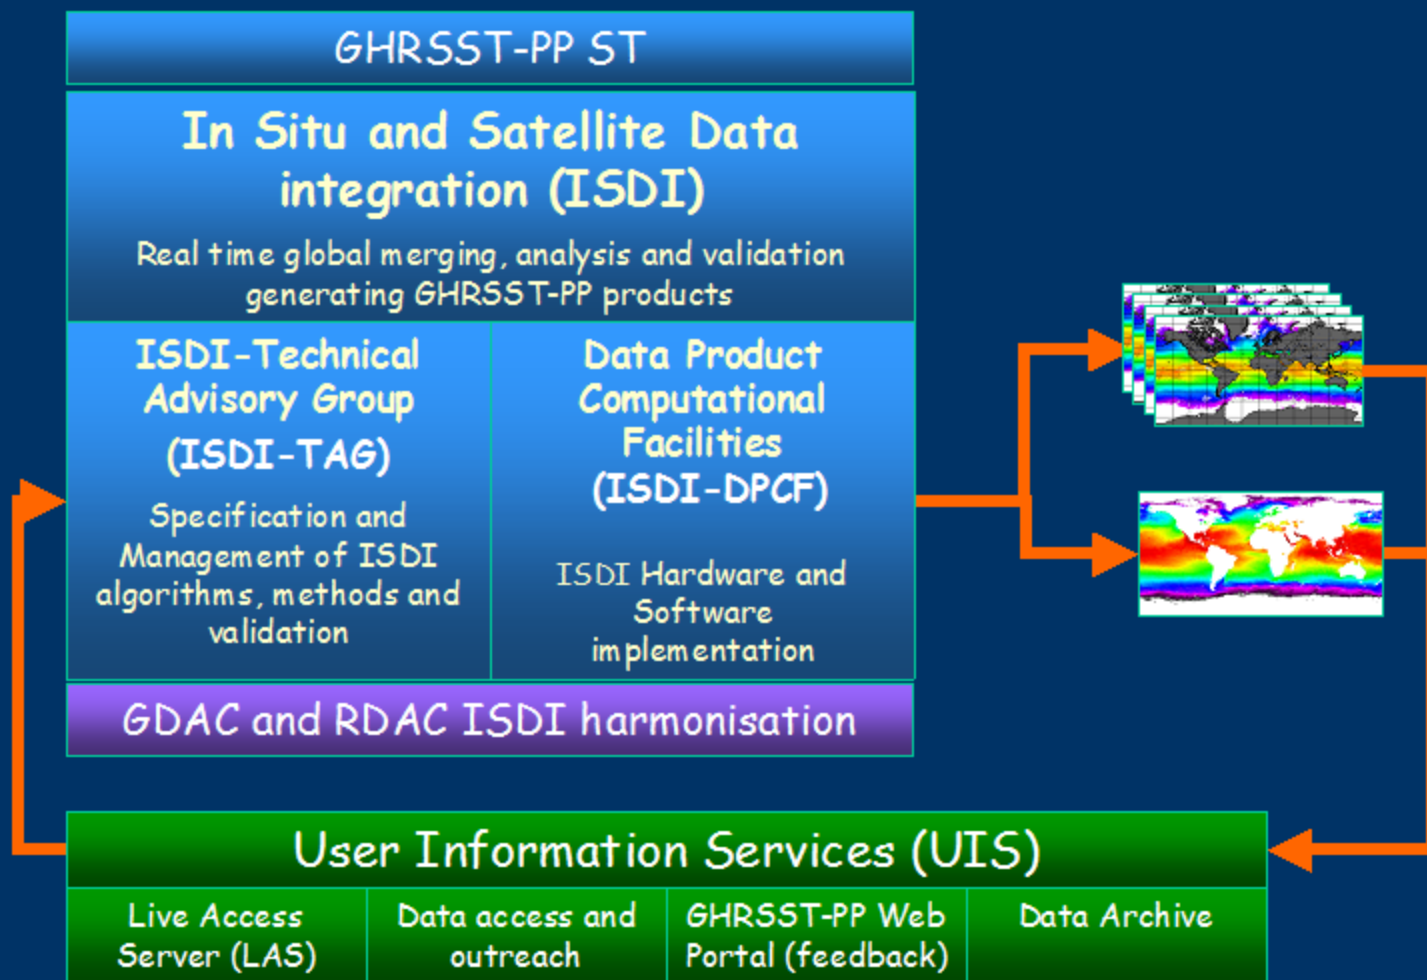 GHRSST-PP ST
In Situ and Satellite Data
integration (ISDI)
Real time global merging, analysis and validation
generating GHRSST-PP products
ISDI-Technical
Advisory Group
(ISDI-TAG)
Specification and
Management of ISDI
algorithms, methods and
validation
Data Product
Computational
Facilities
(ISDI-DPCF)
ISDI Hardware and
Software
implementation
GDAC and RDAC ISDI harmonisation
User Information Services (UIS)
Live Access
Server (LAS)
Data access and
outreach
GHRSST-PP Web
Portal (feedback)
Data Archive